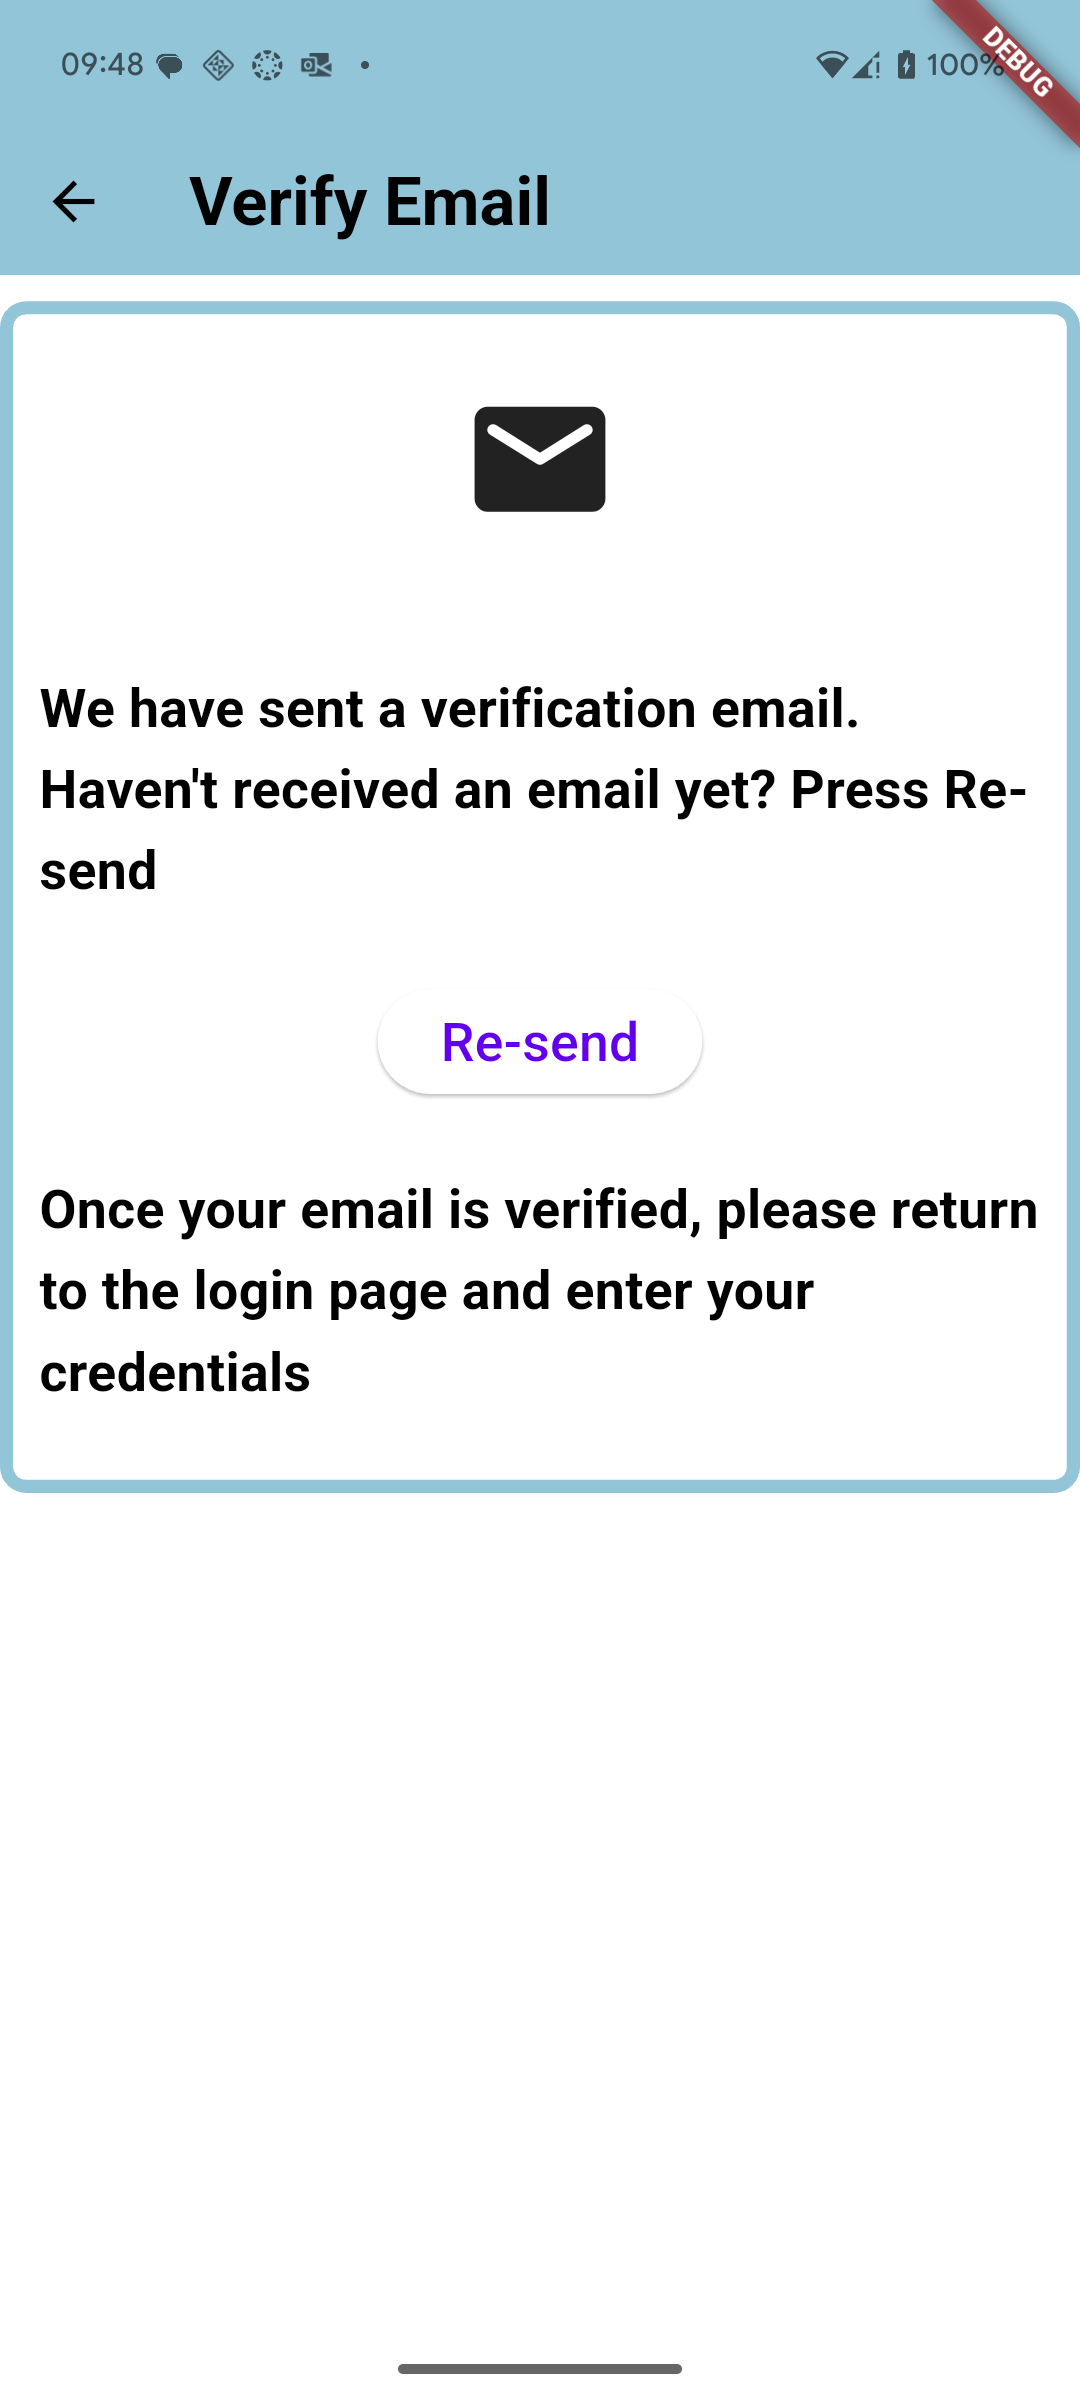 09:48
100%
DEBUG
Verify Email
We have sent a verification email.
Haven't received an email yet? Press Re-
send
Re-send
Once your email is verified, please return
to the login page and enter your
credentials